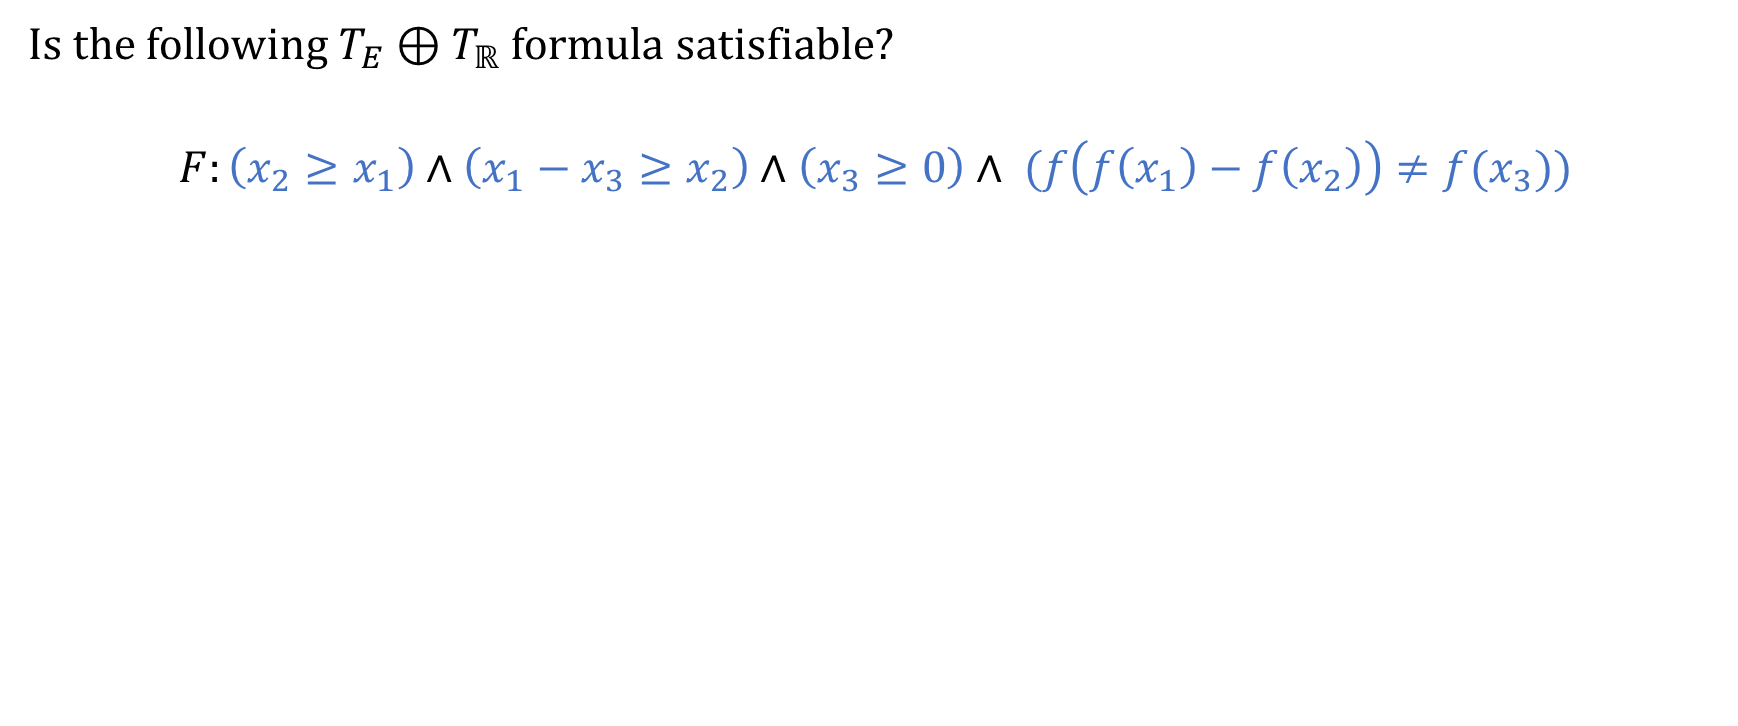 Is the following T_E ⊕ T_ℝ formula satisfiable?
F: (x₂ ≥ x₁) ∧ (x₁ − x₃ ≥ x₂) ∧ (x₃ ≥ 0) ∧ (f(f(x₁) − f(x₂)) ≠ f(x₃))